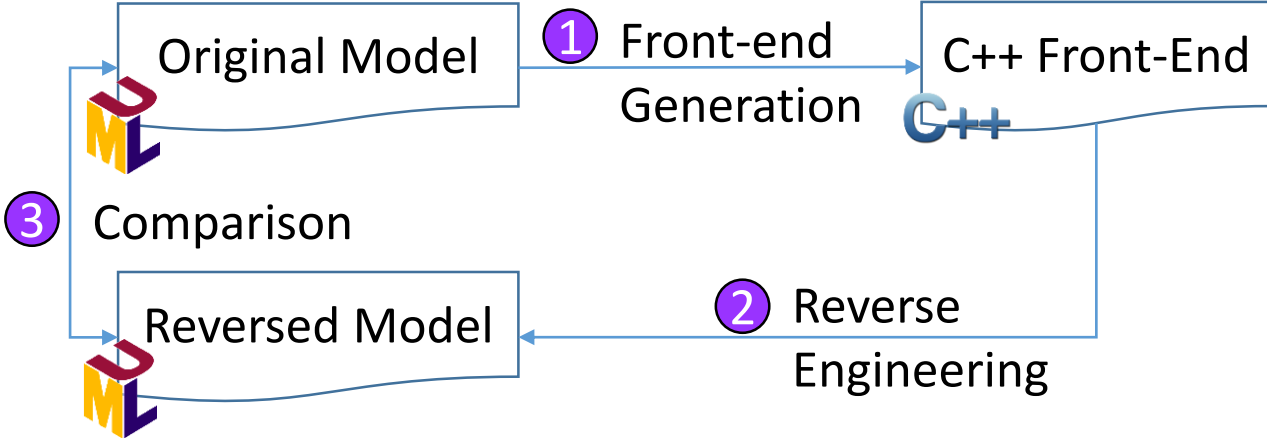 Original Model
1 Front-end
Generation
C++ Front-End
UML
C++
3 Comparison
Reversed Model
2 Reverse
Engineering
UML